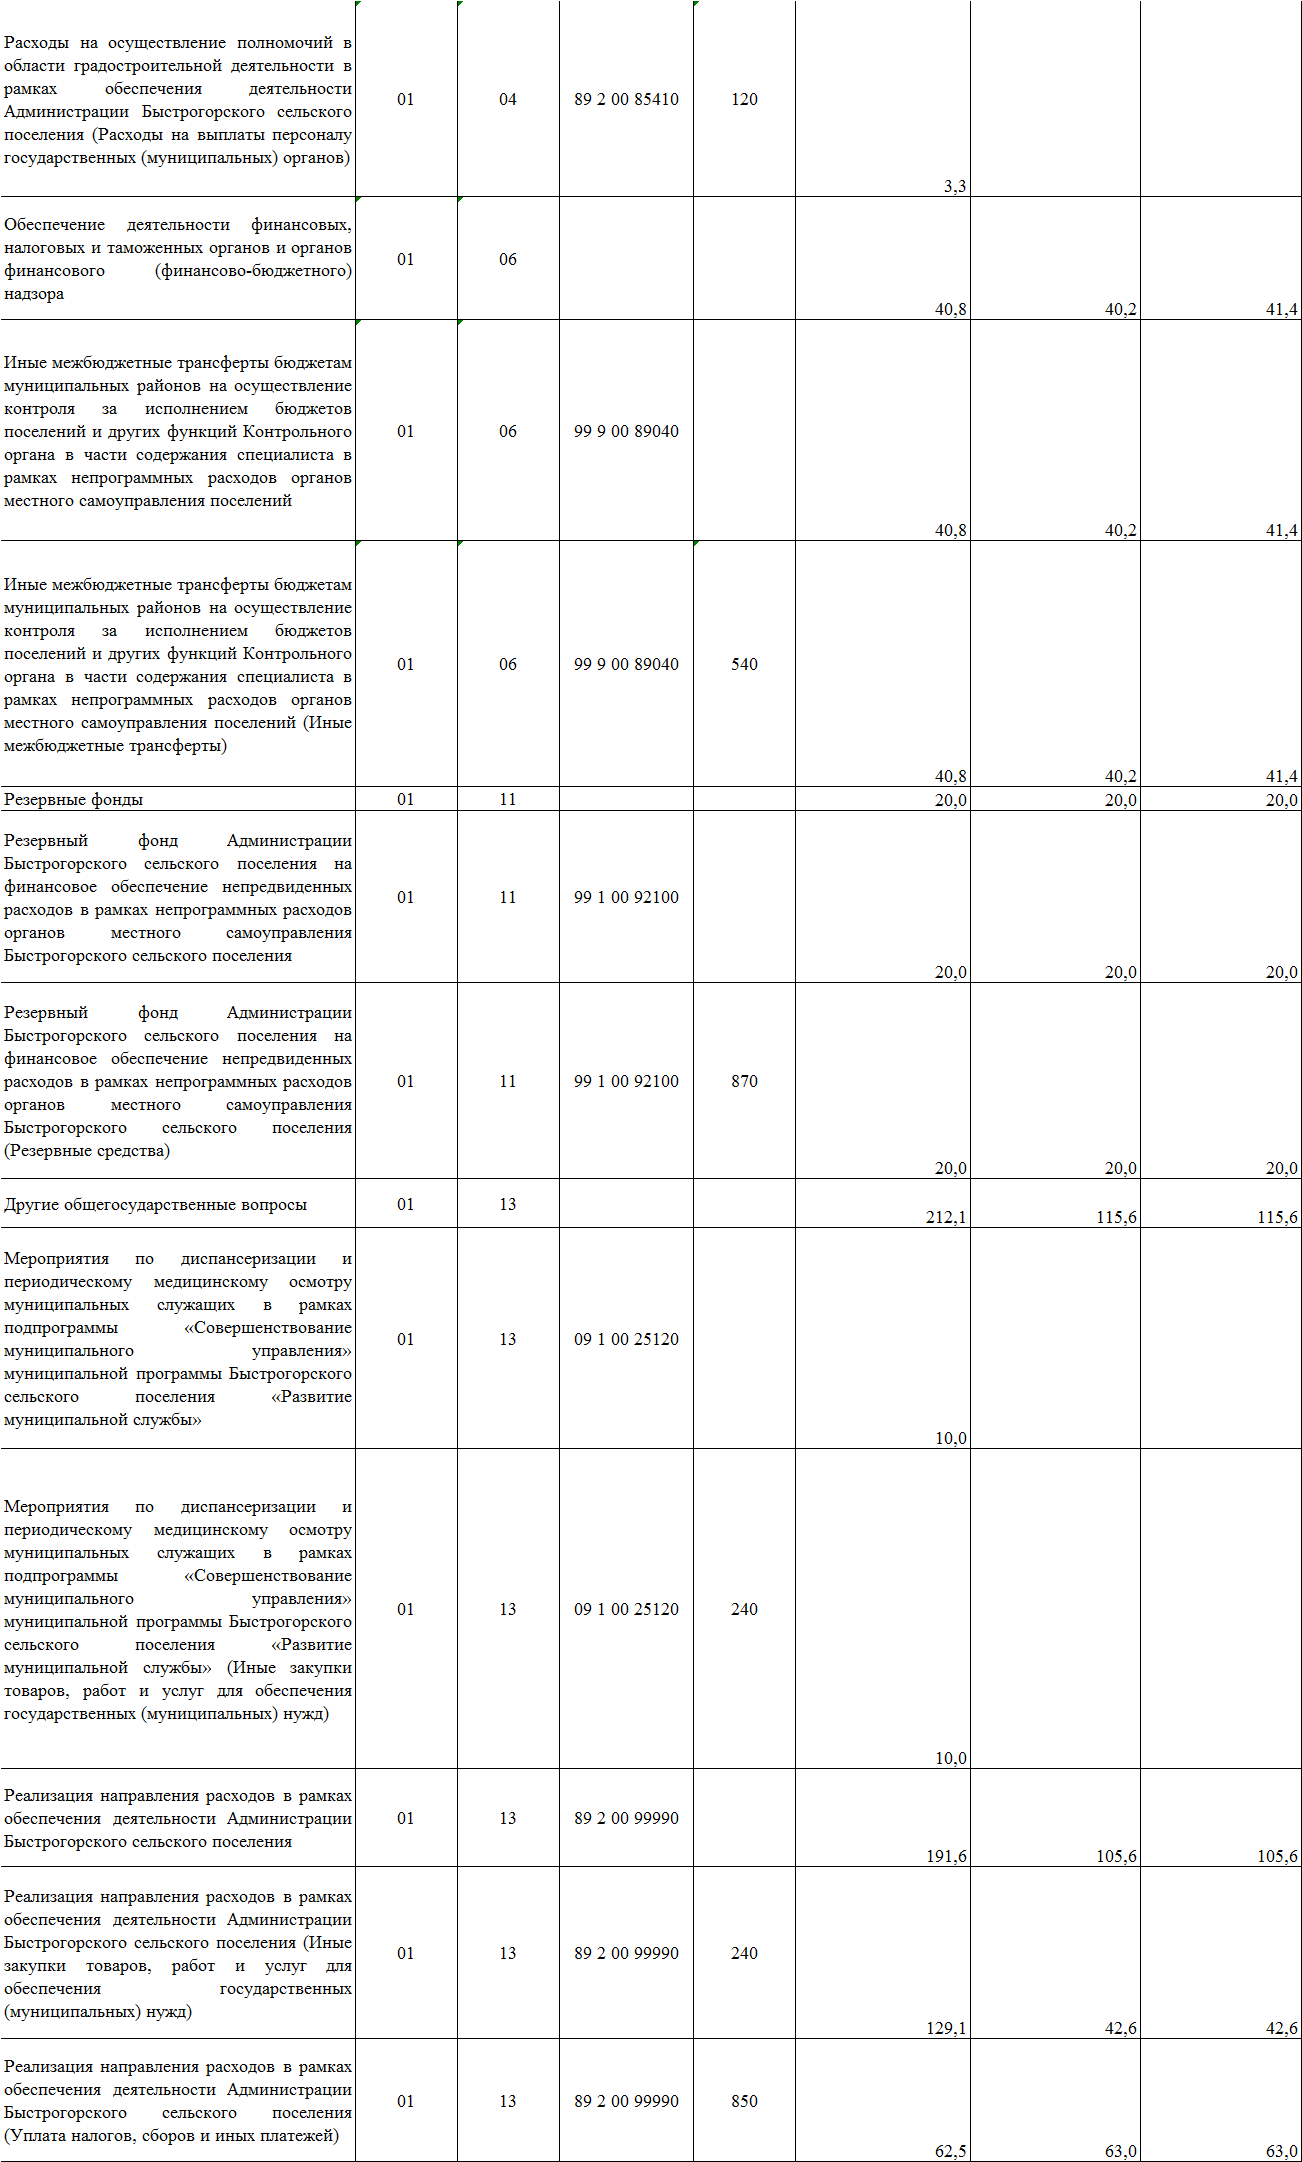 Расходы на осуществление полномочий в
области градостроительной деятельности в
рамках обеспечения деятельности
Администрации Быстрогорского сельского
поселения (Расходы на выплаты персоналу
государственных (муниципальных) органов)
01 04 89 2 00 85410 120
3,3
Обеспечение деятельности финансовых,
налоговых и таможенных органов и органов
финансового (финансово-бюджетного)
надзора
01 06
40,8 40,2 41,4
Иные межбюджетные трансферты бюджетам
муниципальных районов на осуществление
контроля за исполнением бюджетов
поселений и других функций Контрольного
органа в части содержания специалиста в
рамках непрограммных расходов органов
местного самоуправления поселений
01 06 99 9 00 89040
40,8 40,2 41,4
Иные межбюджетные трансферты бюджетам
муниципальных районов на осуществление
контроля за исполнением бюджетов
поселений и других функций Контрольного
органа в части содержания специалиста в
рамках непрограммных расходов органов
местного самоуправления поселений (Иные
межбюджетные трансферты)
01 06 99 9 00 89040 540
40,8 40,2 41,4
Резервные фонды 01 11 20,0 20,0 20,0
Резервный фонд Администрации
Быстрогорского сельского поселения на
финансовое обеспечение непредвиденных
расходов в рамках непрограммных расходов
органов местного самоуправления
Быстрогорского сельского поселения
01 11 99 1 00 92100
20,0 20,0 20,0
Резервный фонд Администрации
Быстрогорского сельского поселения на
финансовое обеспечение непредвиденных
расходов в рамках непрограммных расходов
органов местного самоуправления
Быстрогорского сельского поселения
(Резервные средства)
01 11 99 1 00 92100 870
20,0 20,0 20,0
Другие общегосударственные вопросы 01 13
212,1 115,6 115,6
Мероприятия по диспансеризации и
периодическому медицинскому осмотру
муниципальных служащих в рамках
подпрограммы «Совершенствование
муниципального управления»
муниципальной программы Быстрогорского
сельского поселения «Развитие
муниципальной службы»
01 13 09 1 00 25120
10,0
Мероприятия по диспансеризации и
периодическому медицинскому осмотру
муниципальных служащих в рамках
подпрограммы «Совершенствование
муниципального управления»
муниципальной программы Быстрогорского
сельского поселения «Развитие
муниципальной службы» (Иные закупки
товаров, работ и услуг для обеспечения
государственных (муниципальных) нужд)
01 13 09 1 00 25120 240
10,0
Реализация направления расходов в рамках
обеспечения деятельности Администрации
Быстрогорского сельского поселения
01 13 89 2 00 99990
191,6 105,6 105,6
Реализация направления расходов в рамках
обеспечения деятельности Администрации
Быстрогорского сельского поселения (Иные
закупки товаров, работ и услуг для
обеспечения государственных
(муниципальных) нужд)
01 13 89 2 00 99990 240
129,1 42,6 42,6
Реализация направления расходов в рамках
обеспечения деятельности Администрации
Быстрогорского сельского поселения
(Уплата налогов, сборов и иных платежей)
01 13 89 2 00 99990 850
62,5 63,0 63,0